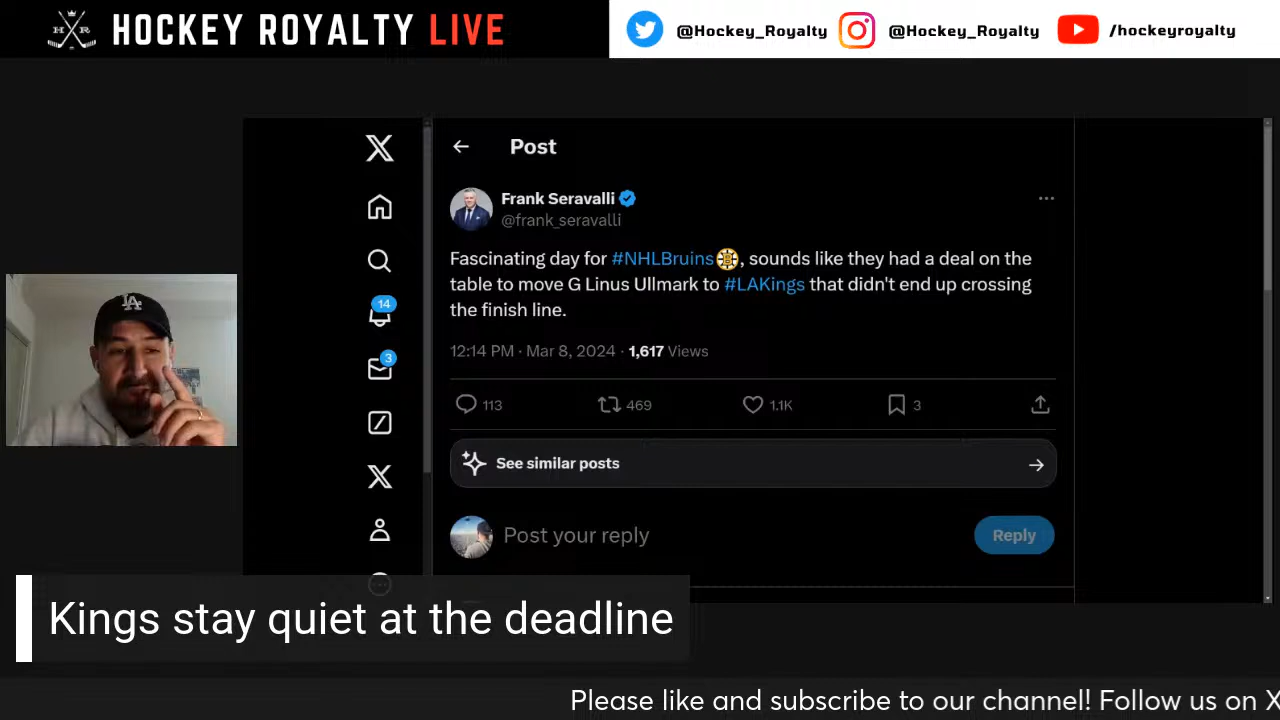 HOCKEY ROYALTY LIVE
@Hockey_Royalty
@Hockey_Royalty
/hockeyroyalty
Post
Frank Seravalli
@frank_seravalli
Fascinating day for #NHLBruins, sounds like they had a deal on the
table to move G Linus Ullmark to #LAKings that didn't end up crossing
the finish line.
12:14 PM · Mar 8, 2024 · 1,617 Views
113 469 1.1K 3
See similar posts
Post your reply
Reply
14
3
LA
Kings stay quiet at the deadline
Please like and subscribe to our channel! Follow us on X